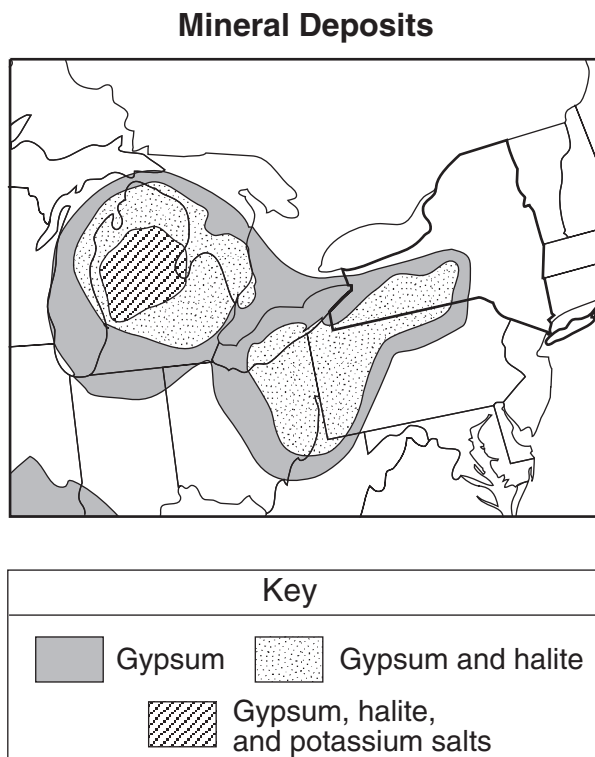 Mineral Deposits
Key
Gypsum
Gypsum and halite
Gypsum, halite,
and potassium salts